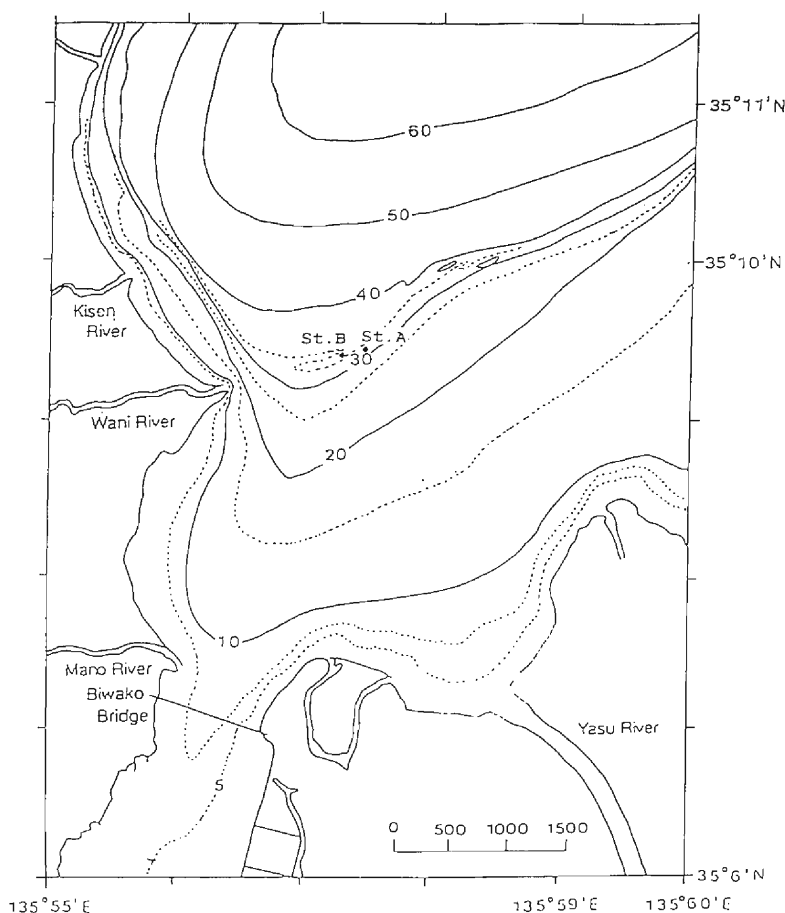 35°11'N
60
50
35°10'N
40
Kisen
River
St.B St.A
30
Wani River
20
10
Mano River
Biwako
Bridge
Yasu River
5
0 500 1000 1500
35°6'N
135°55'E 135°59'E 135°60'E